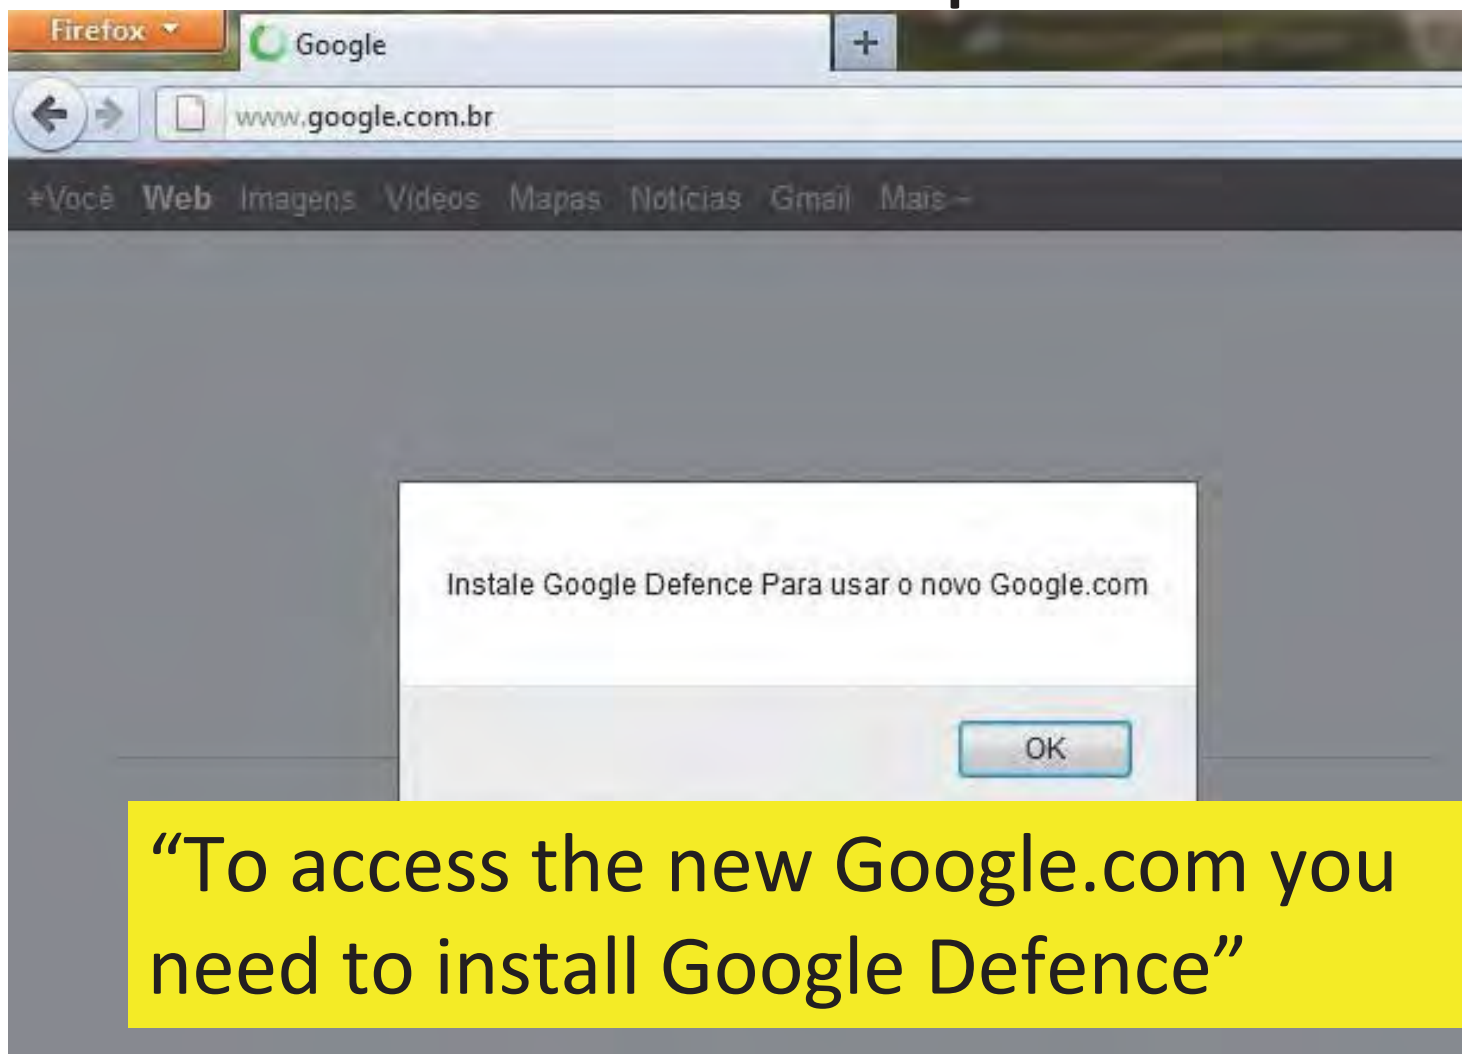 Firefox
Google
+
www.google.com.br
+Você Web Imagens Vídeos Mapas Notícias Gmail Mais
Instale Google Defence Para usar o novo Google.com
OK
“To access the new Google.com you
need to install Google Defence”